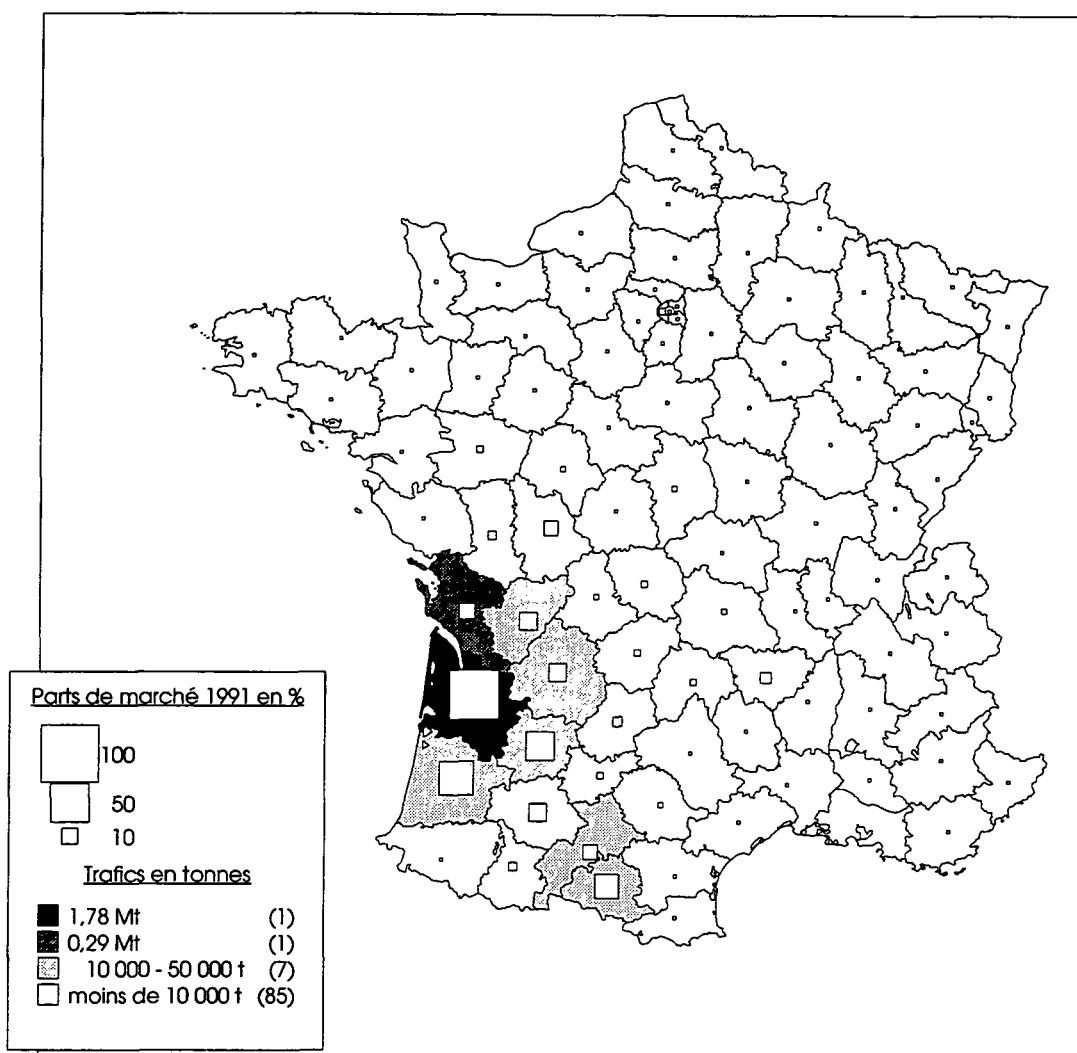 Parts de marché 1991 en %
100
50
10
Trafics en tonnes
1,78 Mt (1)
0,29 Mt (1)
10 000 - 50 000 t (7)
moins de 10 000 t (85)